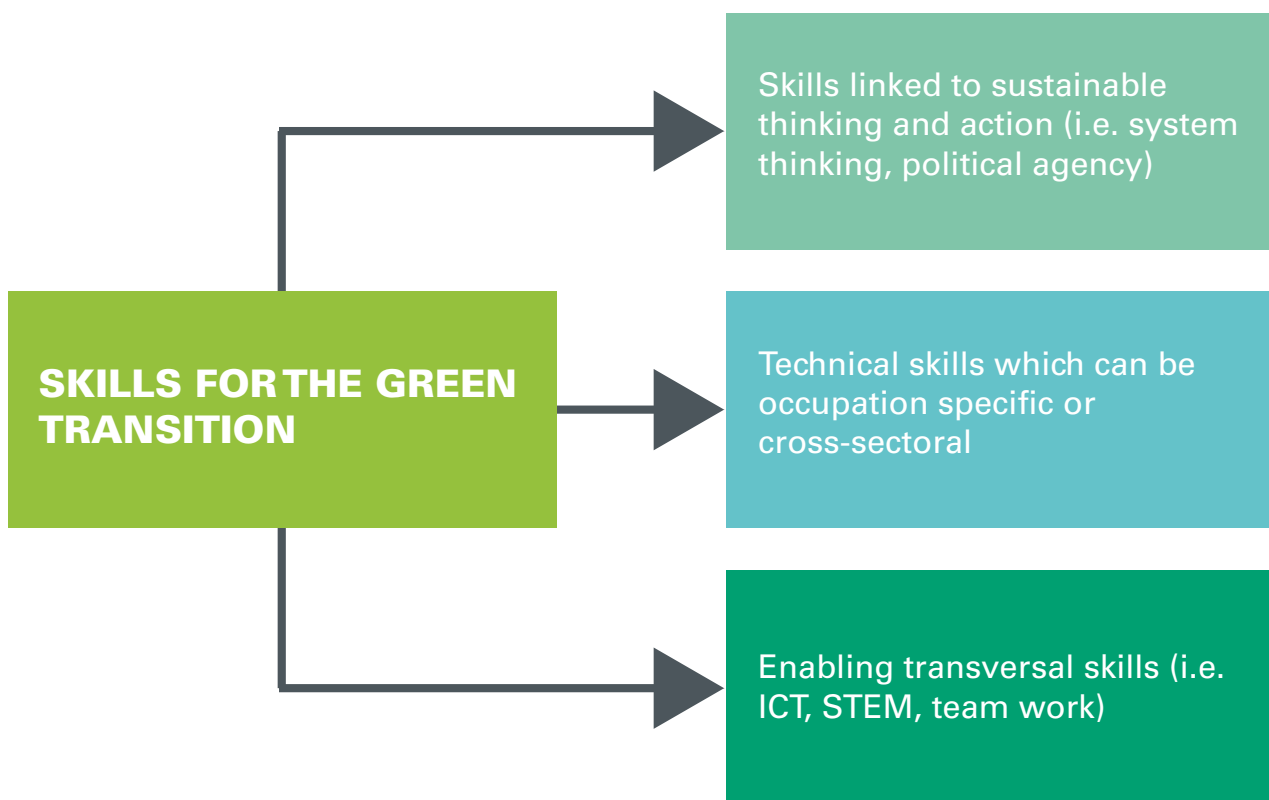 Skills linked to sustainable
thinking and action (i.e. system
thinking, political agency)
SKILLS FOR THE GREEN
TRANSITION
Technical skills which can be
occupation specific or
cross-sectoral
Enabling transversal skills (i.e.
ICT, STEM, team work)